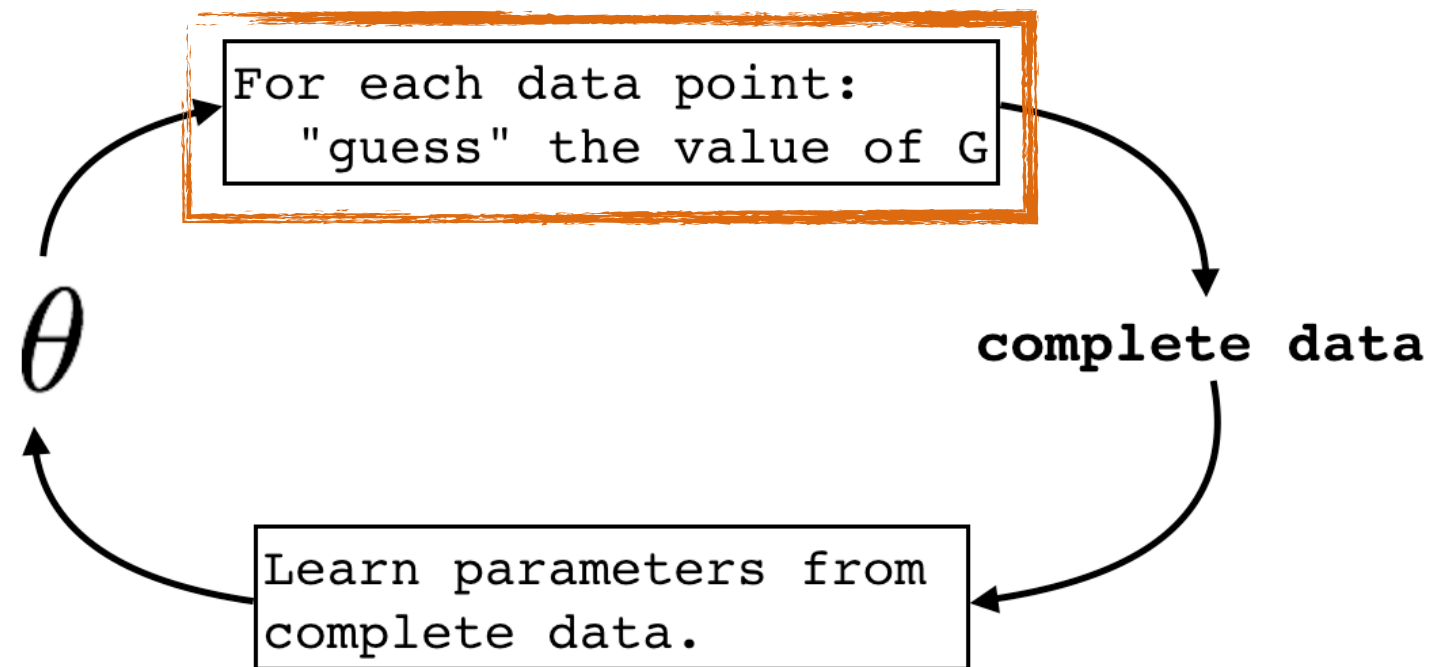 For each data point:
"guess" the value of G
θ
complete data
Learn parameters from
complete data.